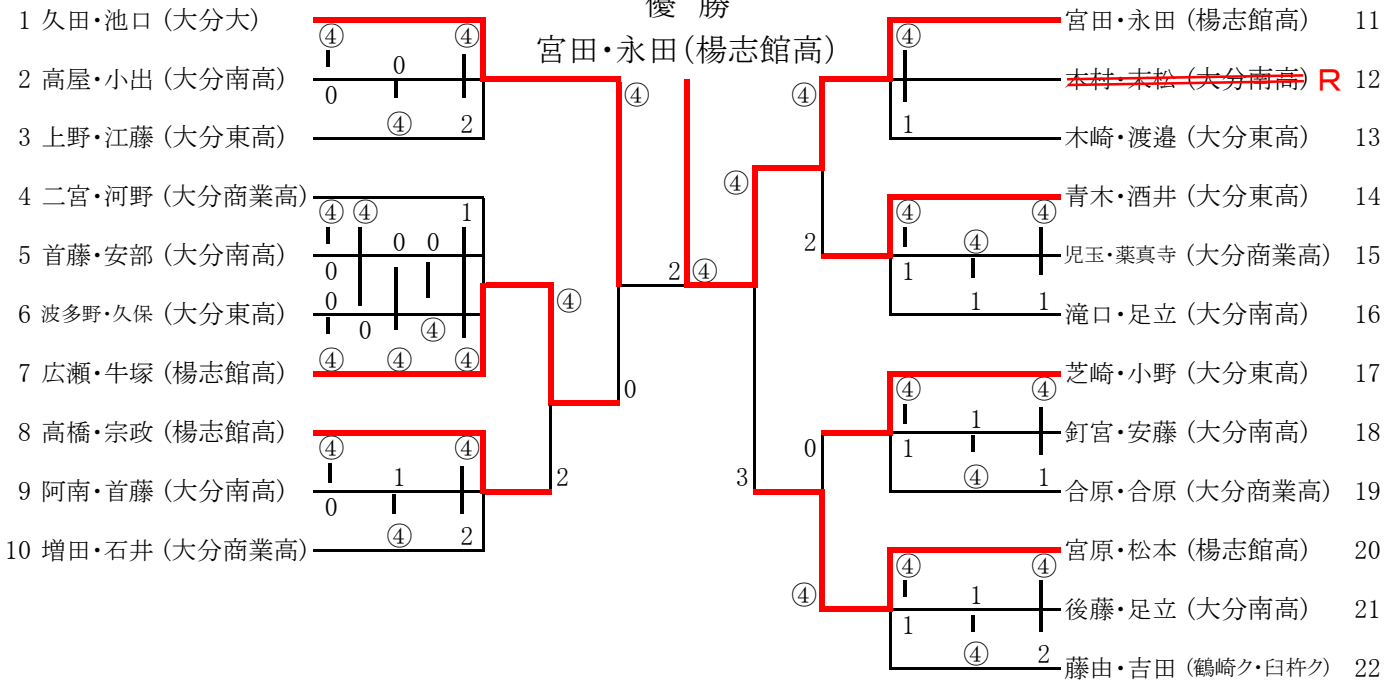 優 勝
宮田・永田(楊志館高)
1 久田・池口 (大分大)
④ ④
2 高屋・小出 (大分南高)
0
0
3 上野・江藤 (大分東高)
④ 2
4 二宮・河野 (大分商業高)
④ ④ 1
5 首藤・安部 (大分南高)
0 0
0
6 波多野・久保 (大分東高)
0
0 ④
7 広瀬・牛塚 (楊志館高)
④ ④ ④
8 高橋・宗政 (楊志館高)
④ ④
9 阿南・首藤 (大分南高)
1
0
10 増田・石井 (大分商業高)
④ 2
④
④
0
2
2 ④
④
④
2
3
0
④
宮田・永田 (楊志館高) 11
④
木村・末松 (大分南高) R 12
1
木崎・渡邉 (大分東高) 13
青木・酒井 (大分東高) 14
④ ④
児玉・薬真寺 (大分商業高) 15
④
1
滝口・足立 (大分南高) 16
1 1
芝崎・小野 (大分東高) 17
④ ④
釘宮・安藤 (大分南高) 18
1
1
合原・合原 (大分商業高) 19
④ 1
宮原・松本 (楊志館高) 20
④ ④
後藤・足立 (大分南高) 21
1
1
藤由・吉田 (鶴崎ク・臼杵ク) 22
④ 2